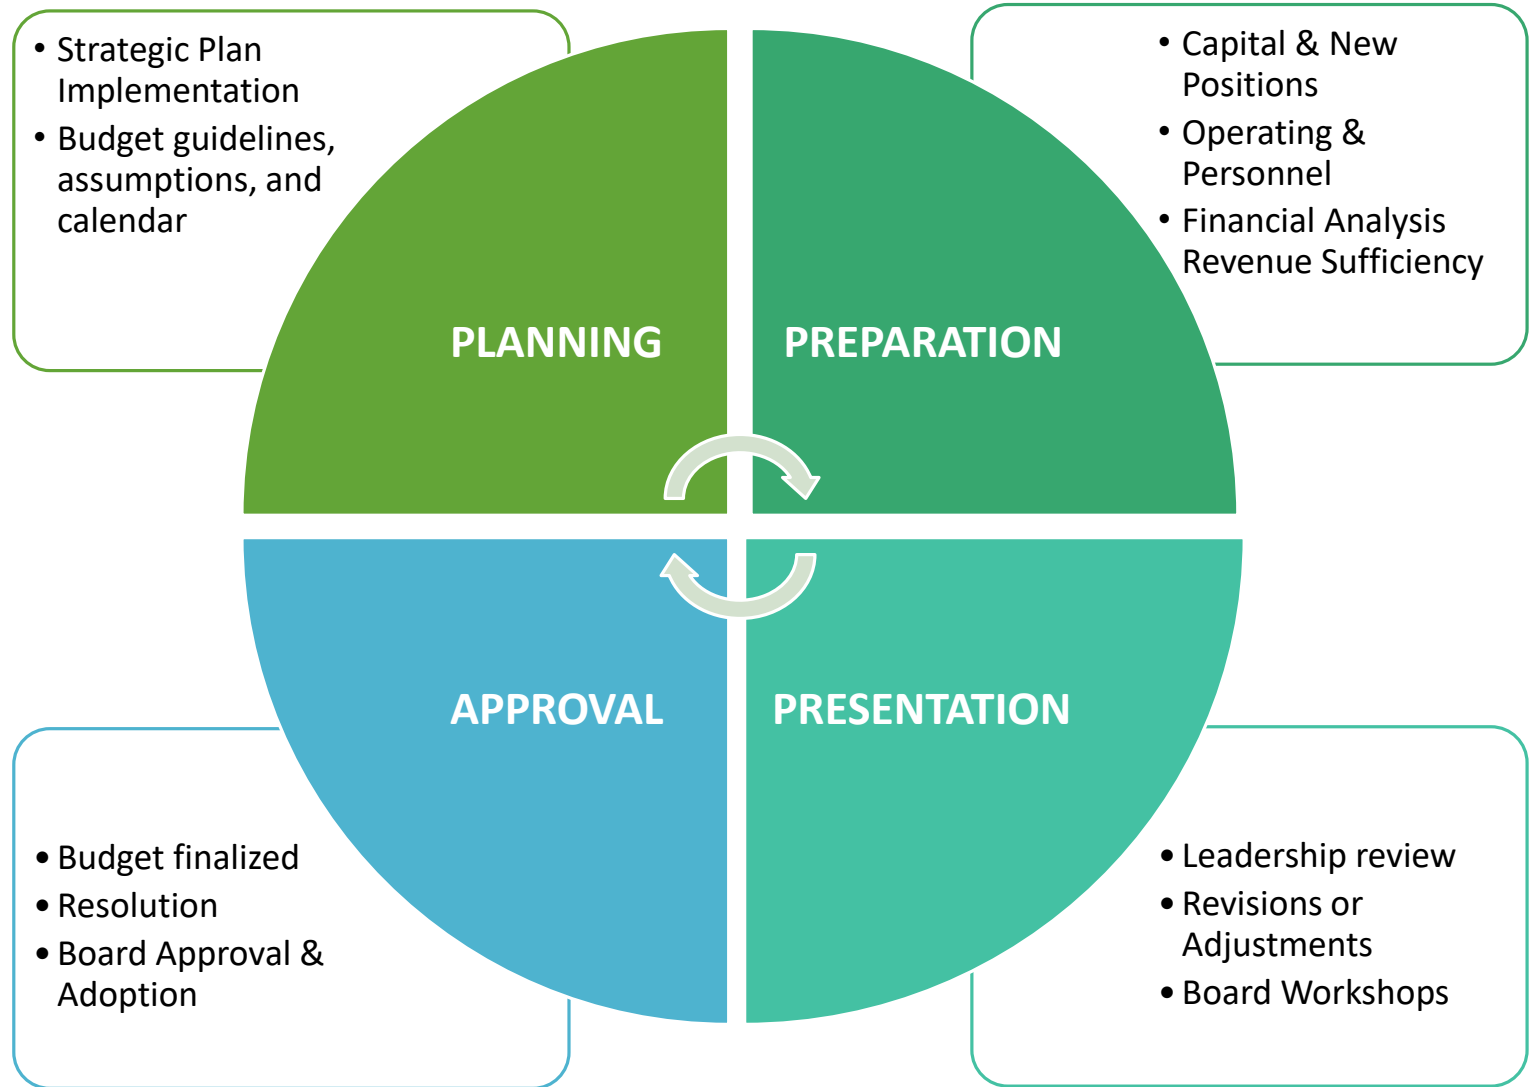 • Strategic Plan
Implementation
• Budget guidelines,
assumptions, and
calendar
PLANNING
• Capital & New
Positions
• Operating &
Personnel
• Financial Analysis
Revenue Sufficiency
PREPARATION
APPROVAL
• Budget finalized
• Resolution
• Board Approval &
Adoption
PRESENTATION
• Leadership review
• Revisions or
Adjustments
• Board Workshops